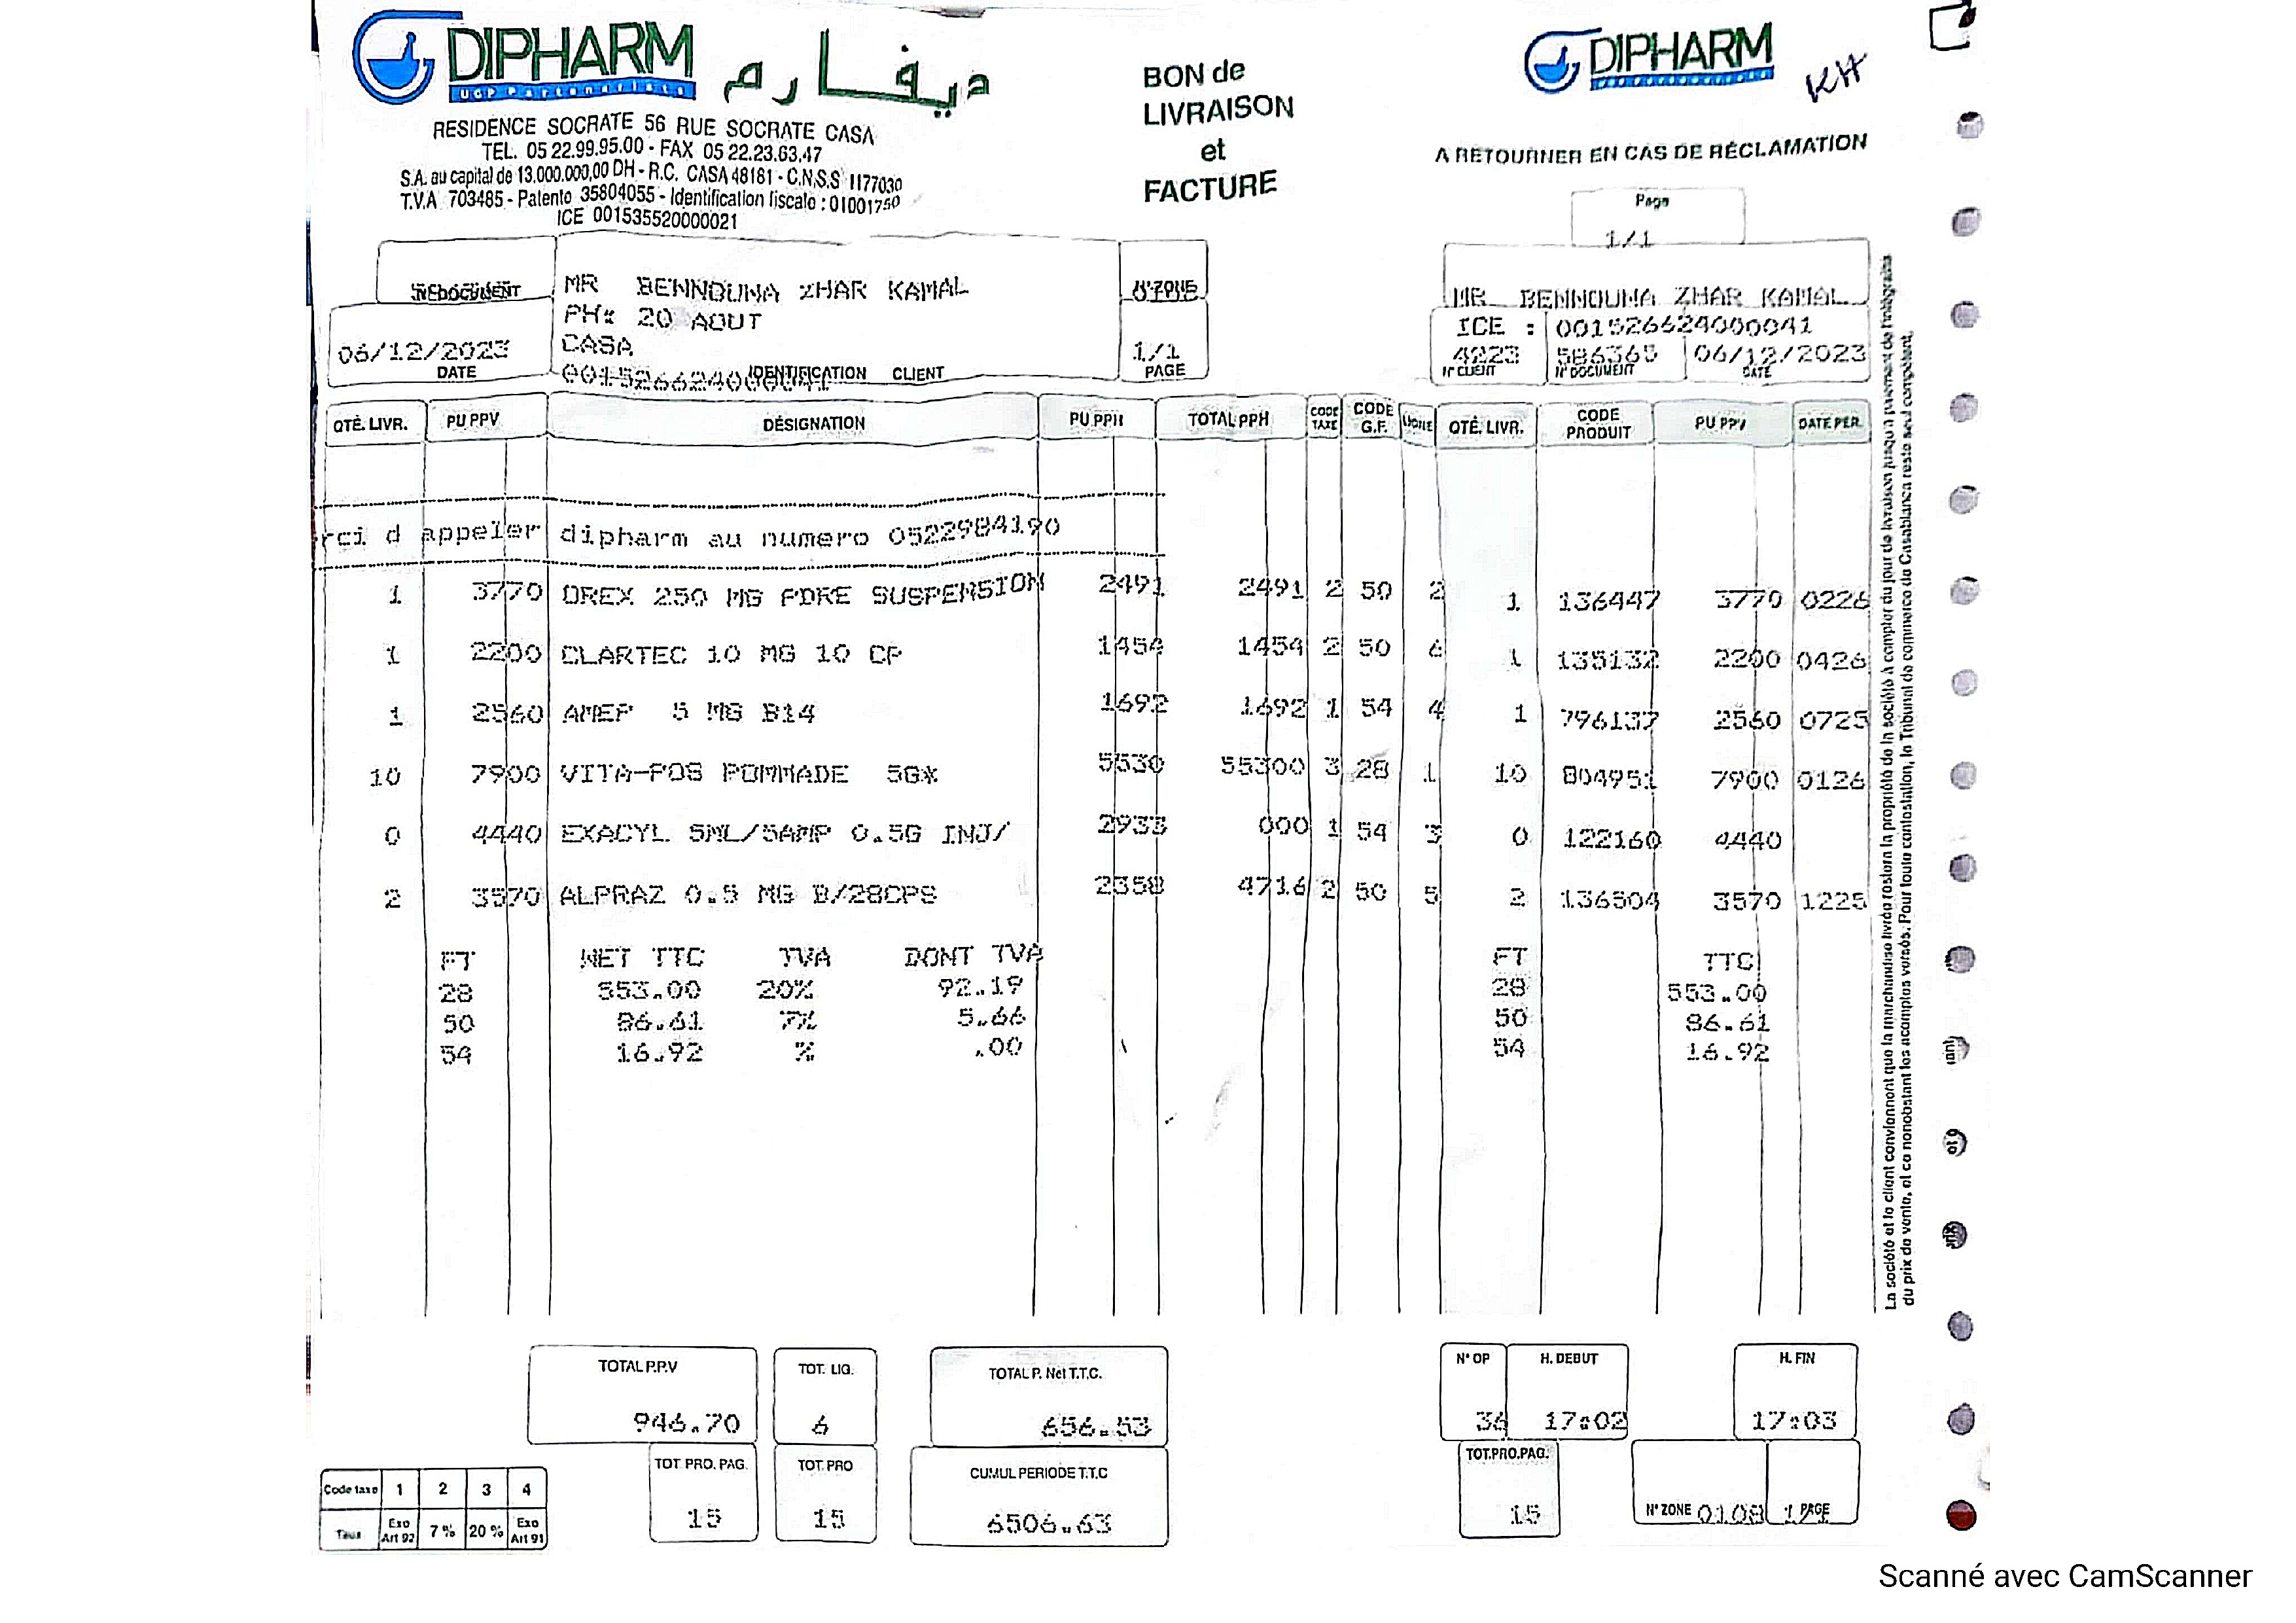 DIPHARM ديفارم
UGP Partenariats
RESIDENCE SOCRATE 56 RUE SOCRATE CASA
TEL. 05 22.99.95.00 - FAX 05 22.23.63.47
S.A. au capital de 13.000.000,00 DH - R.C. CASA 48181 - C.N.S.S 1177030
T.V.A 703485 - Patente 35804055 - Identification fiscale : 01001750
ICE 001535520000021
BON de
LIVRAISON
et
FACTURE
DIPHARM
KH
A RETOURNER EN CAS DE RÉCLAMATION
Page
1/1
MR BENNOUNA ZHAR KAMAL
PH: 20 AOUT
CASA
001526624000041
IDENTIFICATION CLIENT
N° DOCUMENT
06/12/2023
DATE
N° ZONE
1/1
PAGE
MR BENNOUNA ZHAR KAMAL
ICE : 001526624000041
4223 586365 06/12/2023
N° CLIENT N° DOCUMENT DATE
QTÉ. LIVR. PU PPV DÉSIGNATION PU PPH TOTAL PPH CODE TAXE CODE G.F. LIGNE QTÉ. LIVR. CODE PRODUIT PU PPV DATE PER.
rci d appeler dipharm au numero 0522984190
1 3770 OREX 250 MG PDRE SUSPENSION 2491 2491 2 50 2 1 136447 3770 0226
1 2200 CLARTEC 10 MG 10 CP 1454 1454 2 50 6 1 135132 2200 0426
1 2560 AMEP 5 MG B14 1692 1692 1 54 4 1 796137 2560 0725
10 7900 VITA-POS POMMADE 5G* 5530 55300 3 28 1 10 804951 7900 0126
0 4440 EXACYL 5ML/5AMP 0.5G INJ/ 2933 000 1 54 3 0 122160 4440
2 3570 ALPRAZ 0.5 MG B/28CPS 2358 4716 2 50 5 2 136504 3570 1225
FT NET TTC TVA DONT TVA FT TTC
28 553.00 20% 92.19 28 553.00
50 86.61 7% 5.66 50 86.61
54 16.92 % .00 54 16.92
La société et le client conviennent que la marchandise livrée restera la propriété de la société à compter du jour de livraison jusqu'à paiement de l'intégralité
du prix de vente, et ce nonobstant les acomptes versés. Pour toute contestation, le Tribunal de commerce de Casablanca reste seul compétent.
TOTAL P.P.V TOT. LIG. TOTAL P. Net T.T.C. N° OP H. DEBUT H. FIN
946.70 6 656.53 36 17:02 17:03
TOT. PRO. PAG. TOT. PRO CUMUL PERIODE T.T.C TOT.PRO.PAG.
15 15 6506.63 15 N° ZONE 0108 1/1 PAGE
Code taxe 1 2 3 4
Taux Exo Art 92 7 % 20 % Exo Art 91
Scanné avec CamScanner